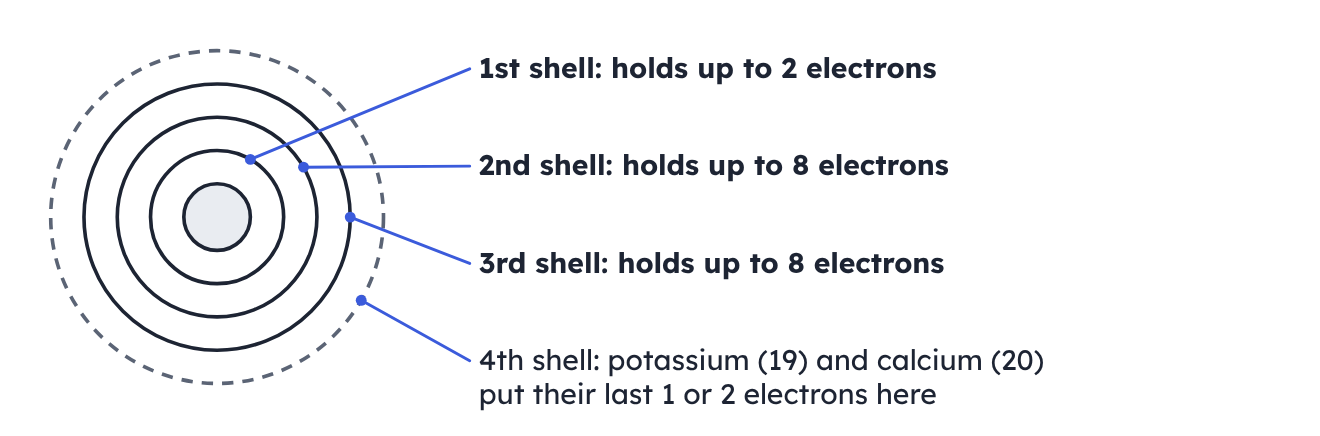 1st shell: holds up to 2 electrons
2nd shell: holds up to 8 electrons
3rd shell: holds up to 8 electrons
4th shell: potassium (19) and calcium (20)
put their last 1 or 2 electrons here